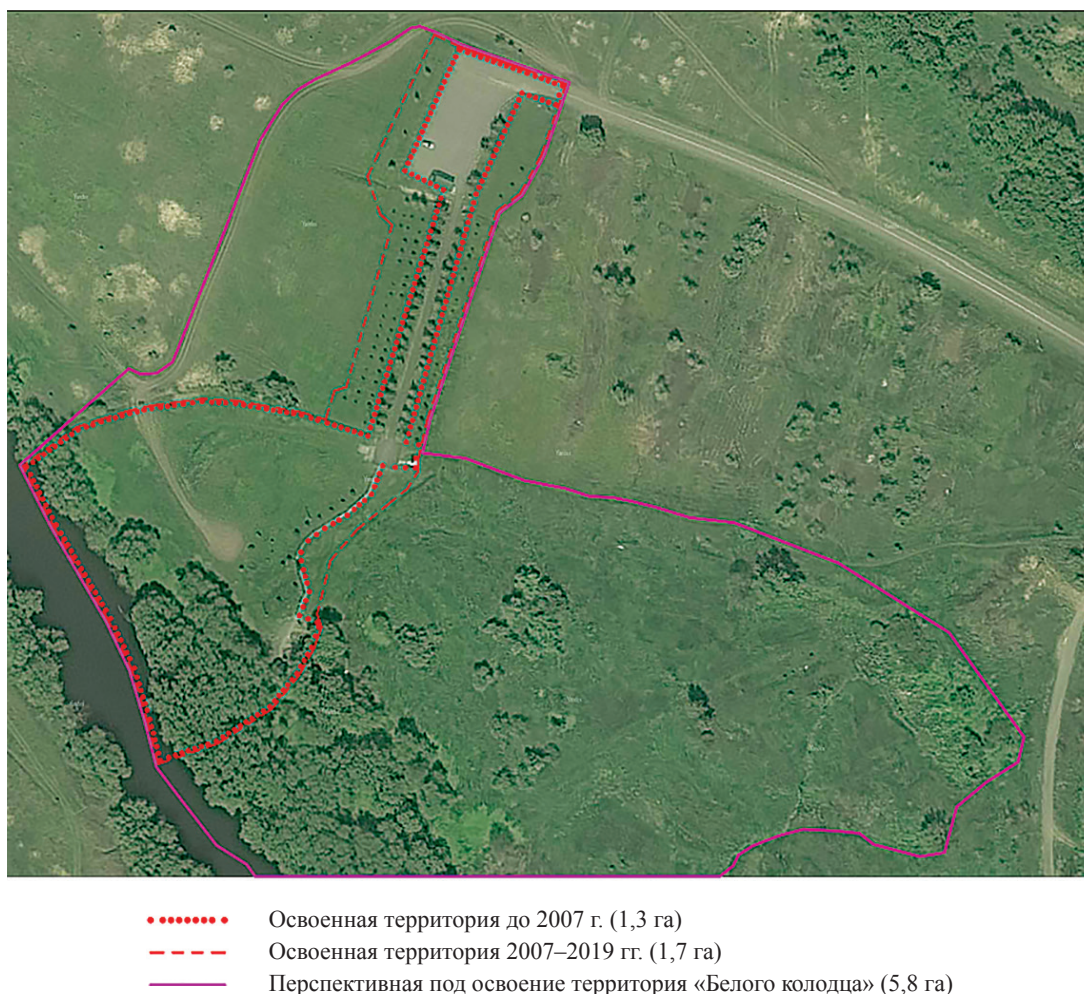 Освоенная территория до 2007 г. (1,3 га)
Освоенная территория 2007–2019 гг. (1,7 га)
Перспективная под освоение территория «Белого колодца» (5,8 га)